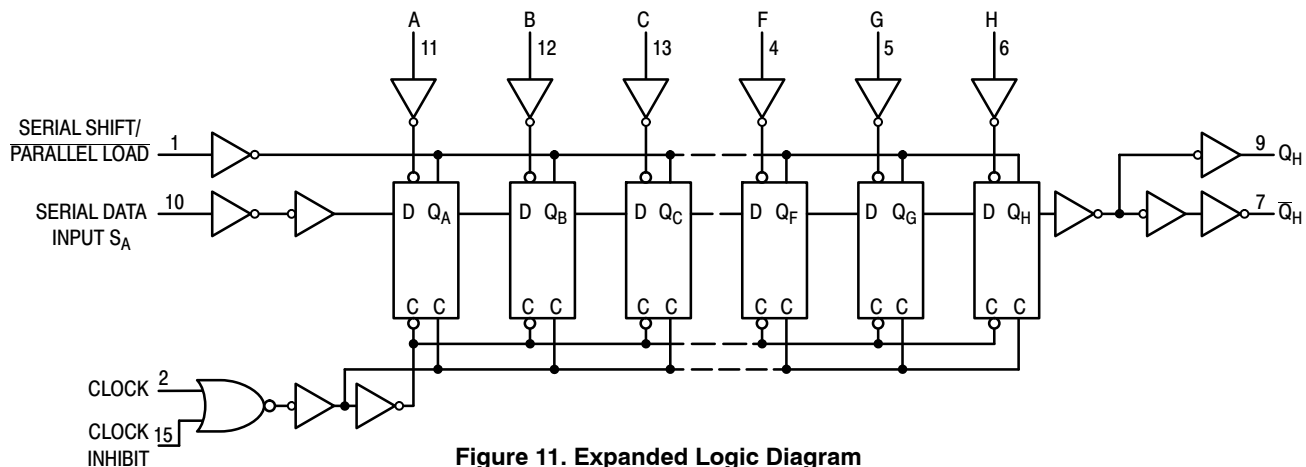 A B C F G H
11 12 13 4 5 6
SERIAL SHIFT/
PARALLEL LOAD 1
9 QH
SERIAL DATA 10
INPUT SA
D QA D QB D QC D QF D QG D QH
7 Q̅H
C C C C C C C C C C C C
CLOCK 2
CLOCK 15
INHIBIT
Figure 11. Expanded Logic Diagram